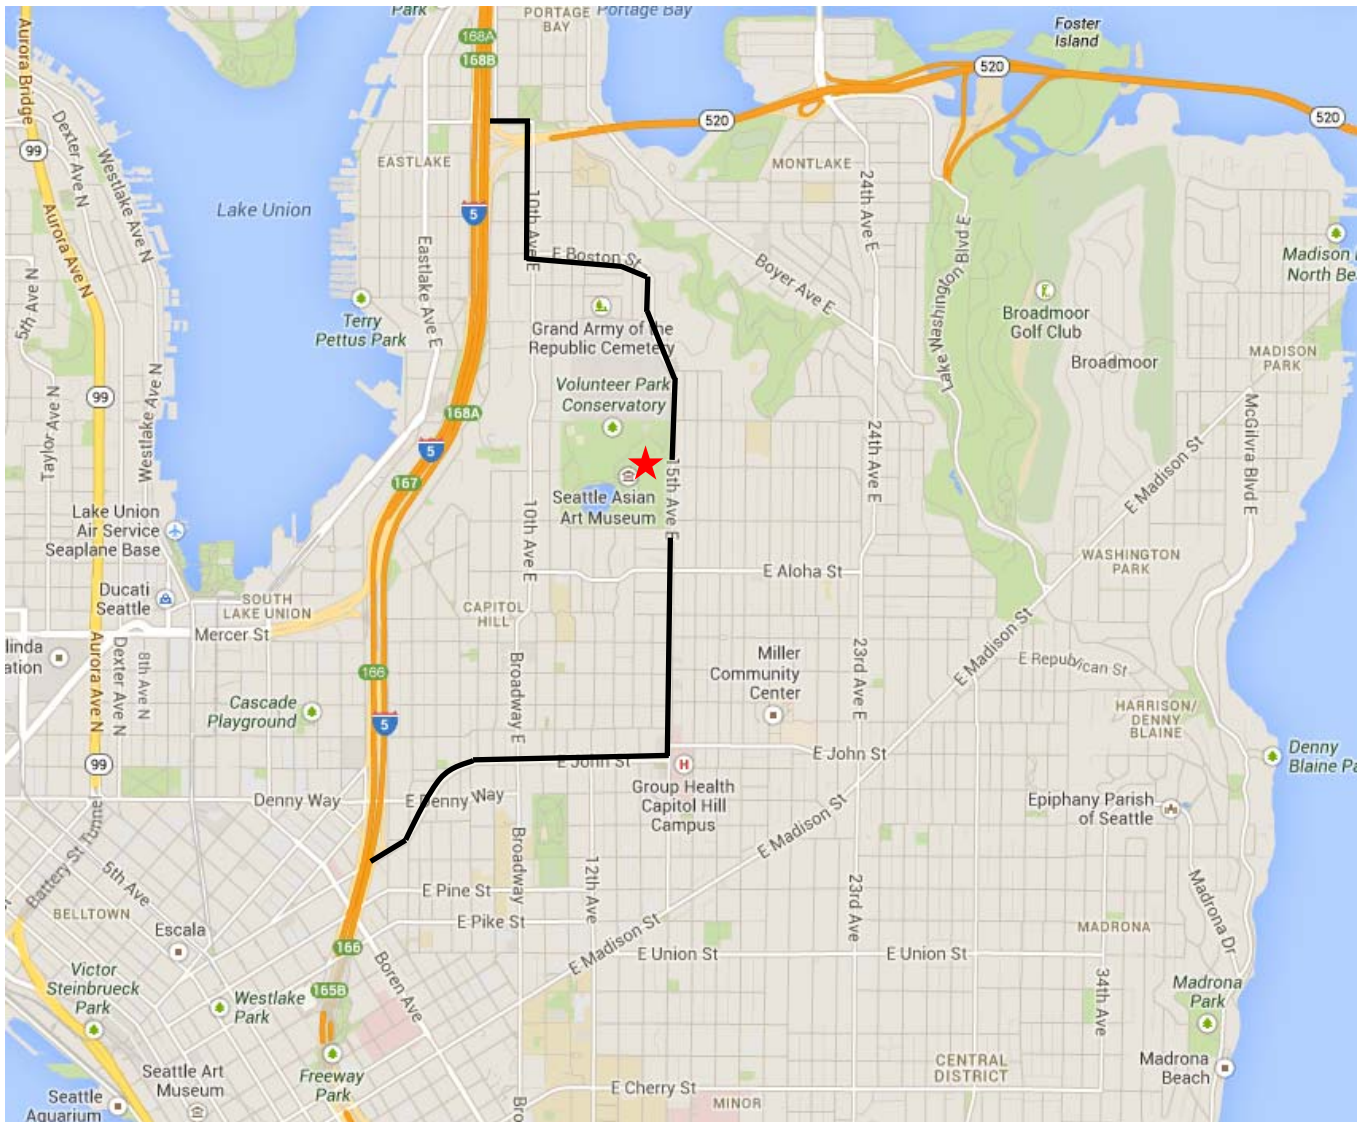 Park
PORTAGE
BAY
Portage Bay
Foster
Island
168A
168B
520
520
520
Aurora Bridge
99
Dexter Ave N
Westlake Ave N
EASTLAKE
MONTLAKE
24th Ave E
10th Ave E
Lake Union
5
Aurora Ave N
Eastlake Ave E
E Boston St
Boyer Ave E
Lake Washington Blvd E
Madison
North Be
5th Ave N
Terry
Pettus Park
Grand Army of the
Republic Cemetery
Broadmoor
Golf Club
Broadmoor
MADISON
PARK
99
Taylor Ave N
Westlake Ave N
Volunteer Park
Conservatory
168A
5
167
24th Ave E
McGilvra Blvd E
E Madison St
15th Ave E
Seattle Asian
Art Museum
10th Ave E
Lake Union
Air Service
Seaplane Base
Ducati
Seattle
SOUTH
LAKE UNION
Mercer St
E Aloha St
WASHINGTON
PARK
CAPITOL
HILL
linda
ation
Aurora Ave N
Dexter Ave N
8th Ave N
166
Broadway E
Miller
Community
Center
23rd Ave E
E Madison St
E Republican St
Cascade
Playground
5
HARRISON/
DENNY
BLAINE
99
E John St
H
E John St
Denny
Blaine Pa
Group Health
Capitol Hill
Campus
Denny Way
E Denny Way
Epiphany Parish
of Seattle
E Madison St
Battery St Tunnel
5th Ave
Broadway
12th Ave
23rd Ave
E Pine St
E Pike St
BELLTOWN
Escala
166
Madrona Dr
MADRONA
E Madison St
E Union St
E Union St
Victor
Steinbrueck
Park
Westlake
Park
165B
Boren Ave
34th Ave
Madrona
Park
Seattle Art
Museum
Freeway
Park
CENTRAL
DISTRICT
Madrona
Beach
Seattle
Aquarium
E Cherry St
Bro
MINOR